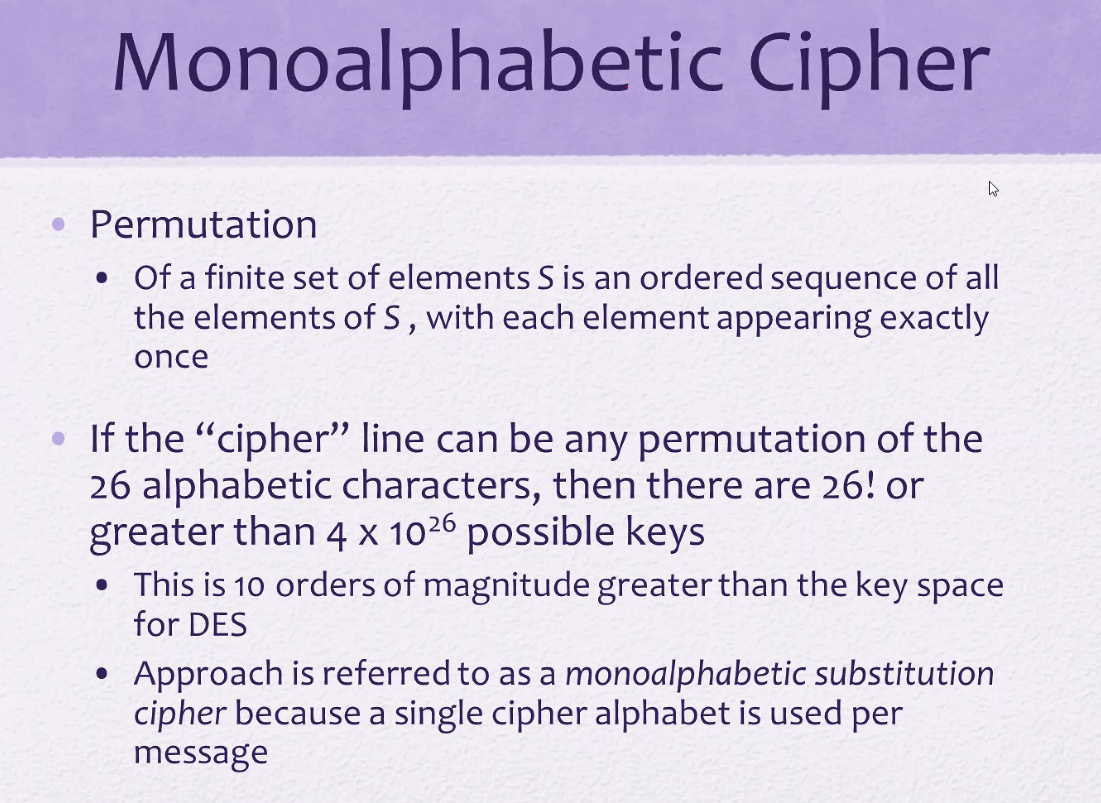 Monoalphabetic Cipher
• Permutation
• Of a finite set of elements S is an ordered sequence of all
the elements of S , with each element appearing exactly
once
• If the “cipher” line can be any permutation of the
26 alphabetic characters, then there are 26! or
greater than 4 x 10²⁶ possible keys
• This is 10 orders of magnitude greater than the key space
for DES
• Approach is referred to as a monoalphabetic substitution
cipher because a single cipher alphabet is used per
message